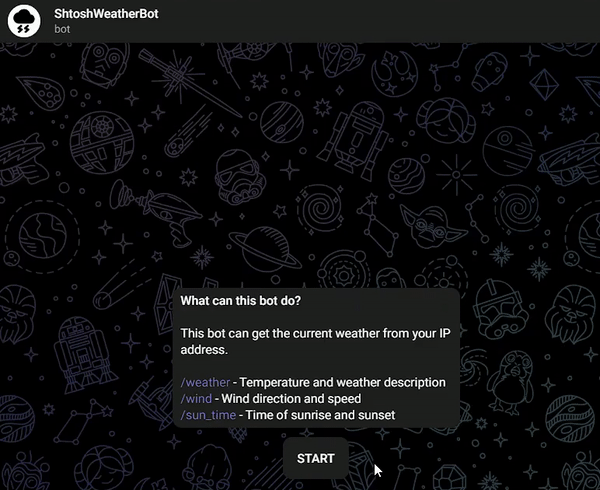 ShtoshWeatherBot
bot
What can this bot do?
This bot can get the current weather from your IP
address.
/weather - Temperature and weather description
/wind - Wind direction and speed
/sun_time - Time of sunrise and sunset
START